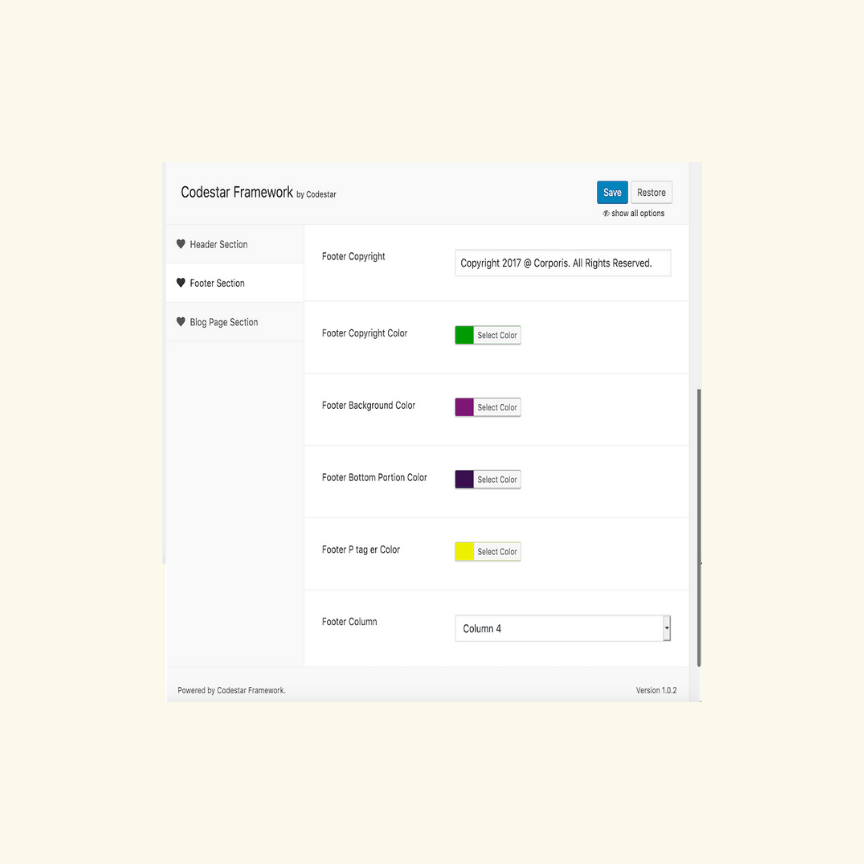 Codestar Framework by Codestar
Save
Restore
show all options
Header Section
Footer Section
Blog Page Section
Footer Copyright
Copyright 2017 @ Corporis. All Rights Reserved.
Footer Copyright Color
Select Color
Footer Background Color
Select Color
Footer Bottom Portion Color
Select Color
Footer P tag er Color
Select Color
Footer Column
Column 4
Powered by Codestar Framework.
Version 1.0.2